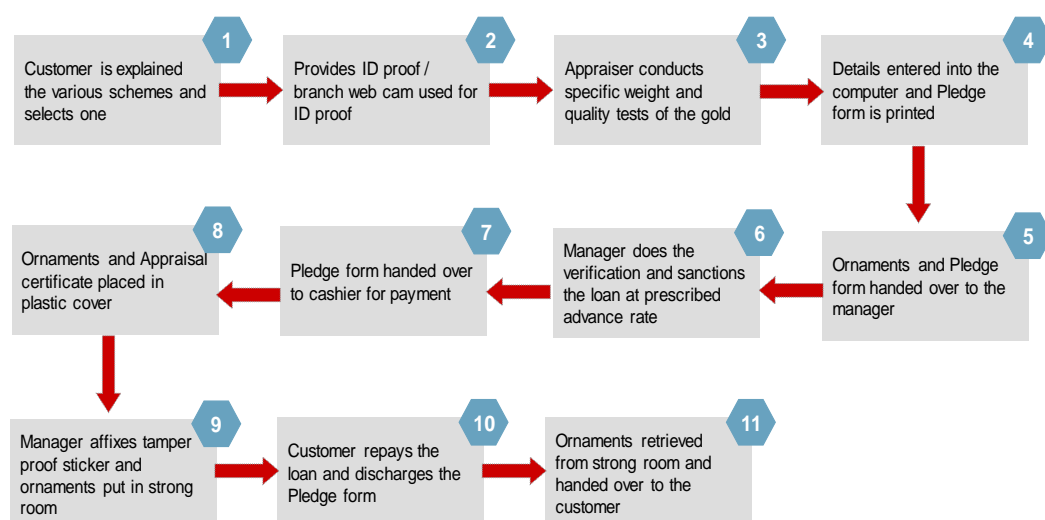 1
Customer is explained
the various schemes and
selects one
2
Provides ID proof /
branch web cam used for
ID proof
3
Appraiser conducts
specific weight and
quality tests of the gold
4
Details entered into the
computer and Pledge
form is printed
5
Ornaments and Pledge
form handed over to the
manager
6
Manager does the
verification and sanctions
the loan at prescribed
advance rate
7
Pledge form handed over
to cashier for payment
8
Ornaments and Appraisal
certificate placed in
plastic cover
9
Manager affixes tamper
proof sticker and
ornaments put in strong
room
10
Customer repays the
loan and discharges the
Pledge form
11
Ornaments retrieved
from strong room and
handed over to the
customer